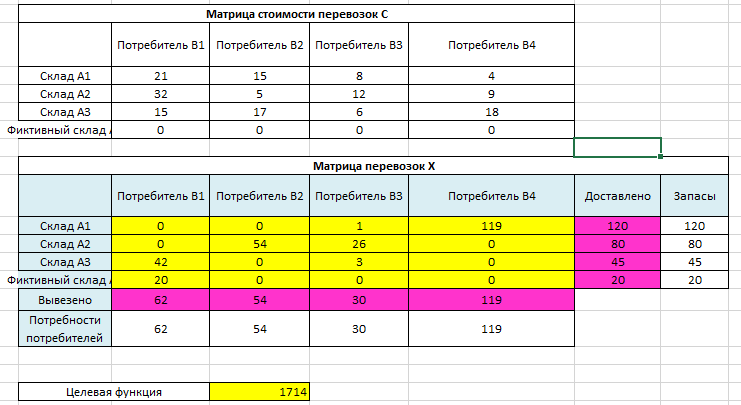 Матрица стоимости перевозок С
Потребитель В1 Потребитель В2 Потребитель В3 Потребитель В4
Склад А1 21 15 8 4
Склад А2 32 5 12 9
Склад А3 15 17 6 18
Фиктивный склад 0 0 0 0
Матрица перевозок Х
Потребитель В1 Потребитель В2 Потребитель В3 Потребитель В4 Доставлено Запасы
Склад А1 0 0 1 119 120 120
Склад А2 0 54 26 0 80 80
Склад А3 42 0 3 0 45 45
Фиктивный склад 20 0 0 0 20 20
Вывезено 62 54 30 119
Потребности
потребителей 62 54 30 119
Целевая функция 1714